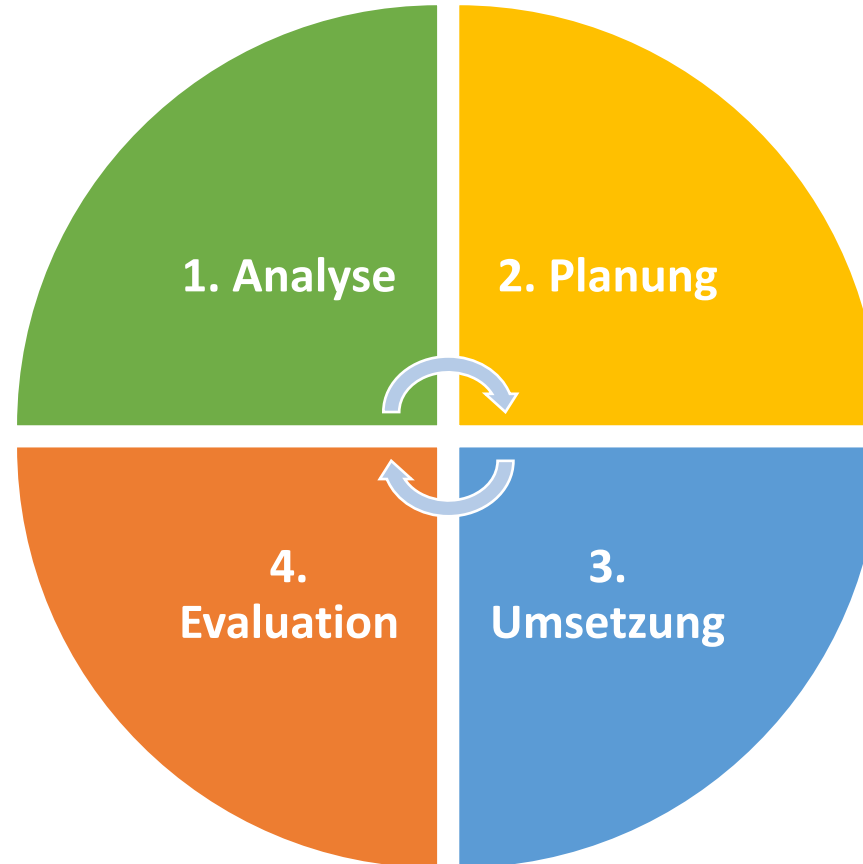 1. Analyse
2. Planung
3.
Umsetzung
4.
Evaluation